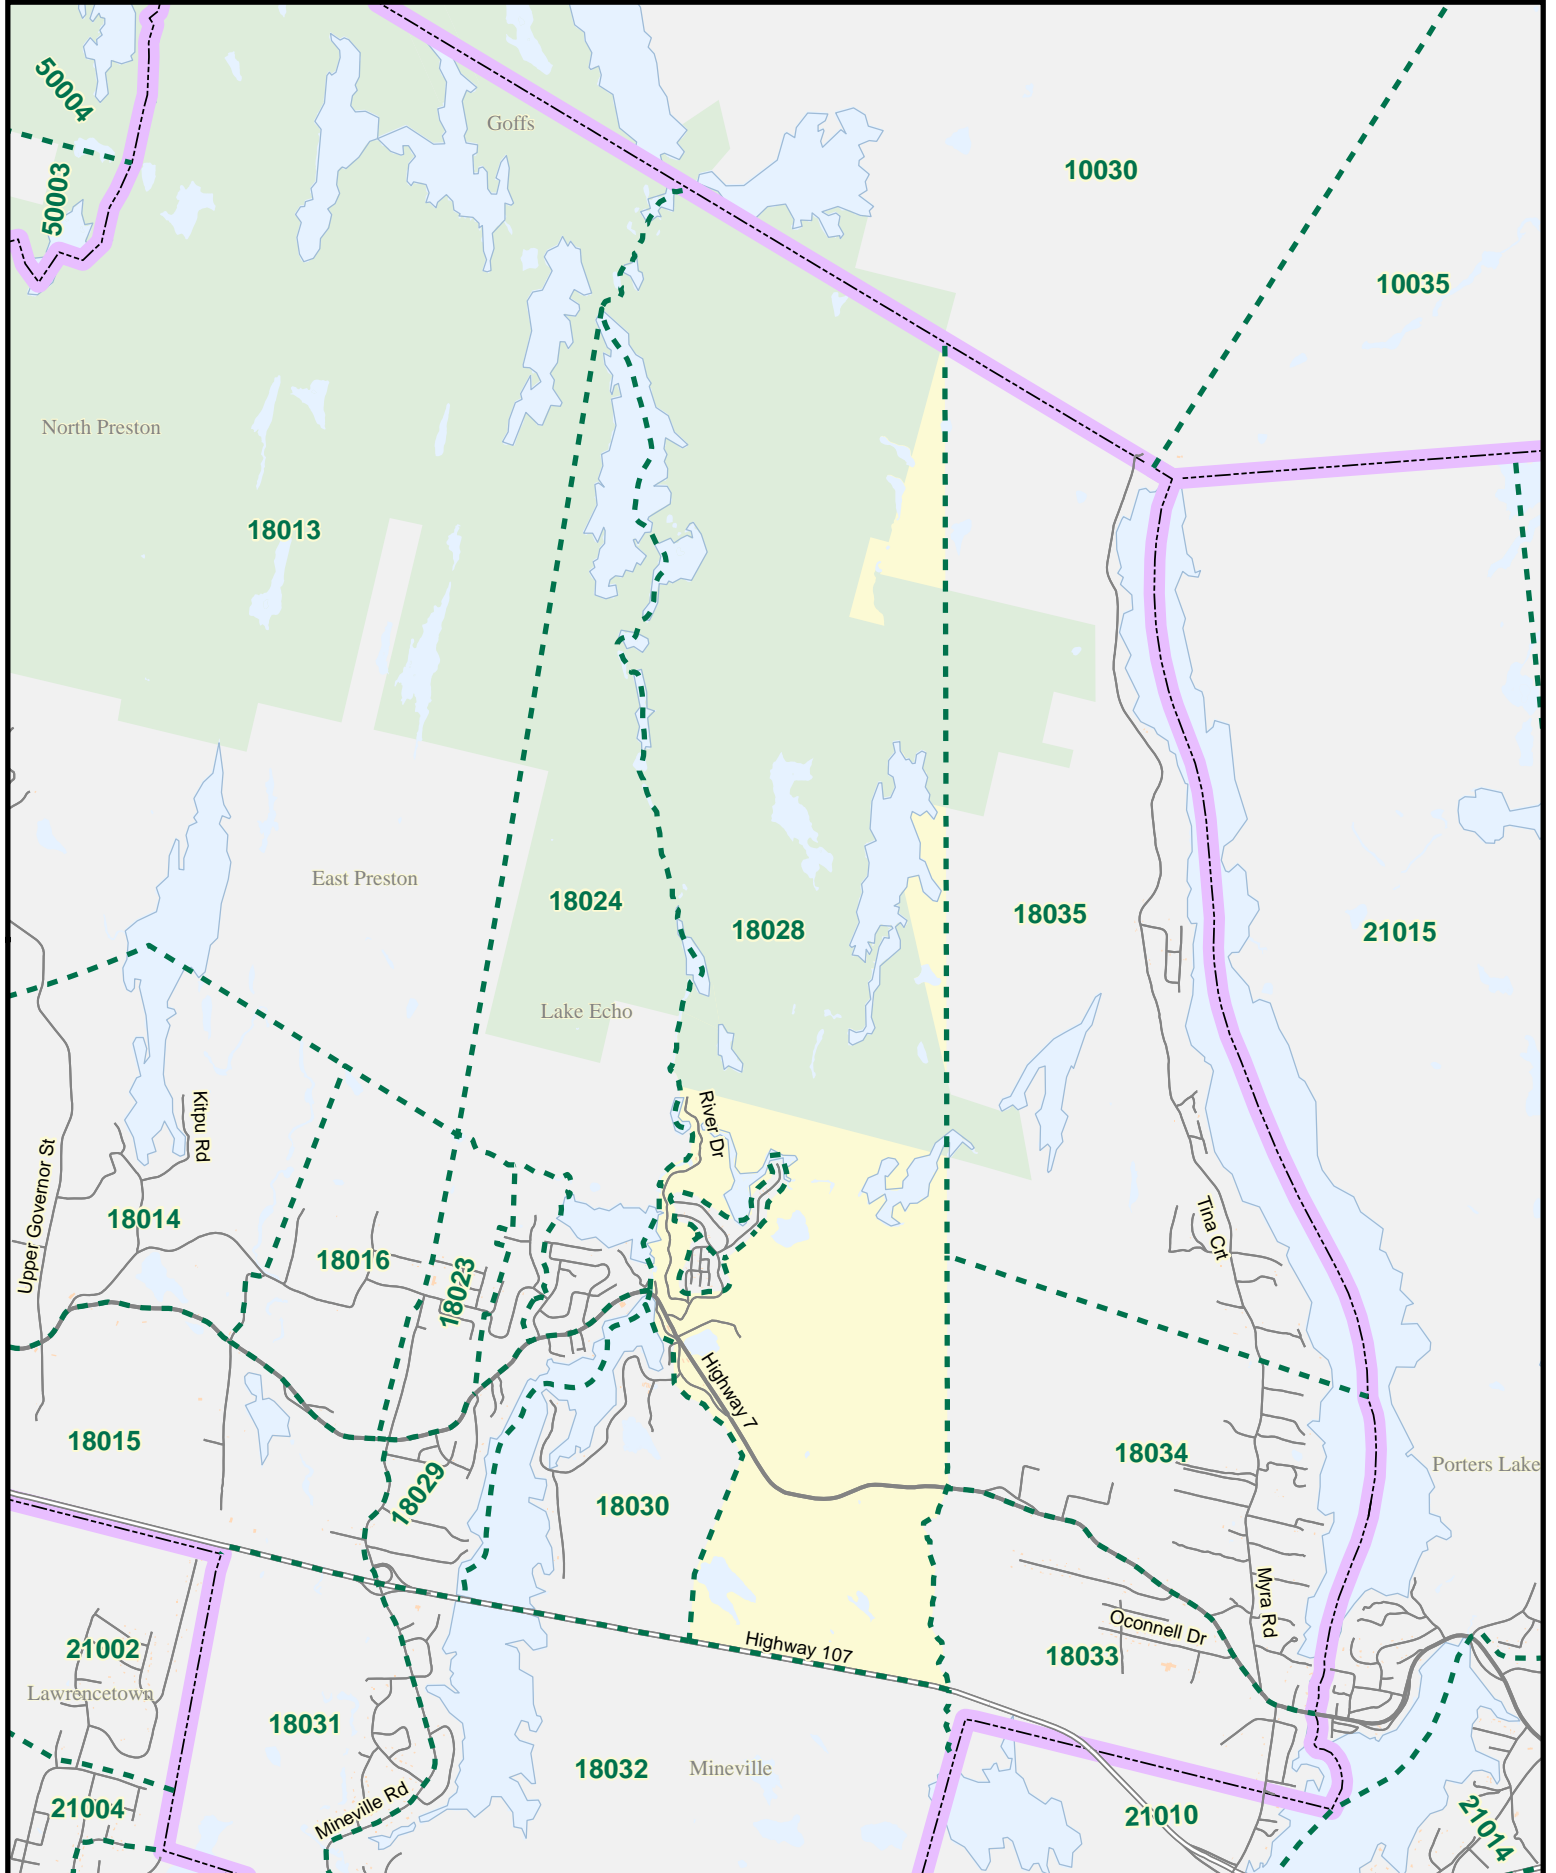 50004
Goffs
10030
50003
10035
North Preston
18013
East Preston
18024
18035
18028
21015
Lake Echo
Kitpu Rd
River Dr
Upper Governor St
18014
Tina Crt
18016
18023
Highway 7
18015
18034
Porters Lake
18029
18030
Myra Rd
Oconnell Dr
21002
Highway 107
18033
Lawrencetown
18031
18032
Mineville
21004
Mineville Rd
21010
21014